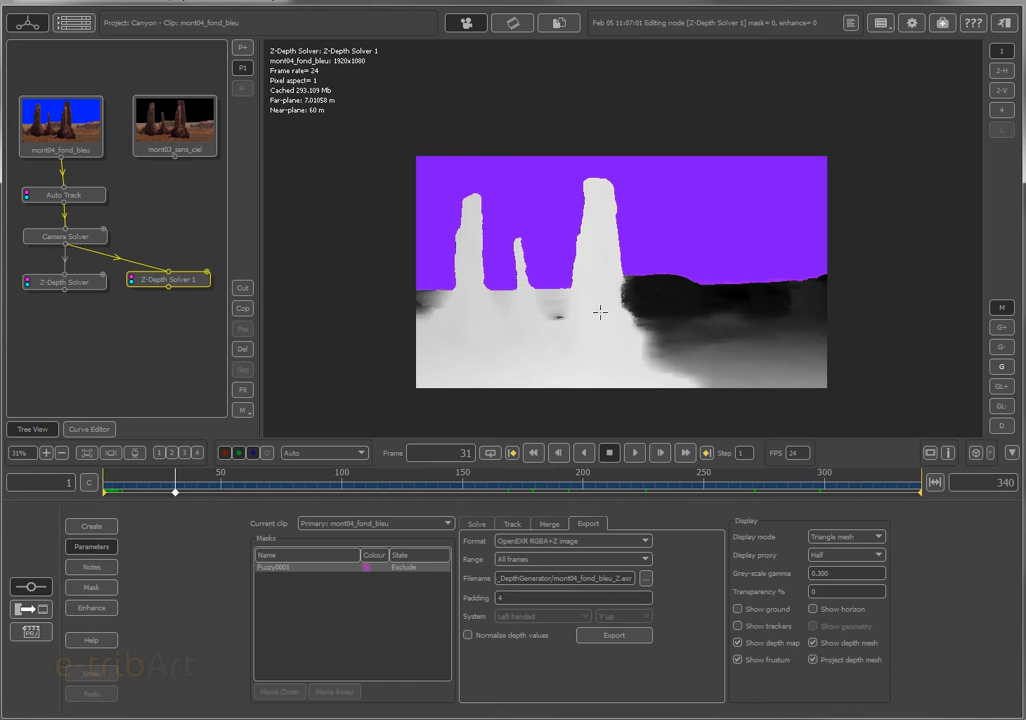 Project: Canyon - Clip: mont04_fond_bleu
Feb 05 11:07:01 Editing node [Z-Depth Solver 1] mask= 0, enhance= 0
???
P+
P1
P-
Cut
Cop
Pas
Del
Grp
Fit
M
mont04_fond_bleu
mont03_sans_ciel
Auto Track
Camera Solver
Z-Depth Solver
Z-Depth Solver 1
Z-Depth Solver: Z-Depth Solver 1
mont04_fond_bleu: 1920x1080
Frame rate= 24
Pixel aspect= 1
Cached 293.109 Mb
Far-plane: 7.01058 m
Near-plane: 60 m
1
2-H
2-V
4
L
M
G+
G-
G
GL+
GL-
D
Tree View
Curve Editor
31%
1
2
3
4
Auto
Frame
31
Step
1
FPS
24
1
C
50
100
150
200
250
300
340
Create
Parameters
Notes
Mask
Enhance
Help
Undo
Redo
PRJ
e-tribArt
Current clip
Primary: mont04_fond_bleu
Masks
Name
Colour
State
Fuzzy0001
Exclude
Move Closer
Move Away
Solve
Track
Merge
Export
Format
OpenEXR RGBA+Z image
Range
All frames
Filename
_DepthGenerator/mont04_fond_bleu_Z.exr
...
Padding
4
System
Left handed
Y up
Normalize depth values
Export
Display
Display mode
Triangle mesh
Display proxy
Half
Grey-scale gamma
0.300
Transparency %
0
Show ground
Show horizon
Show trackers
Show geometry
Show depth map
Show depth mesh
Show frustum
Project depth mesh